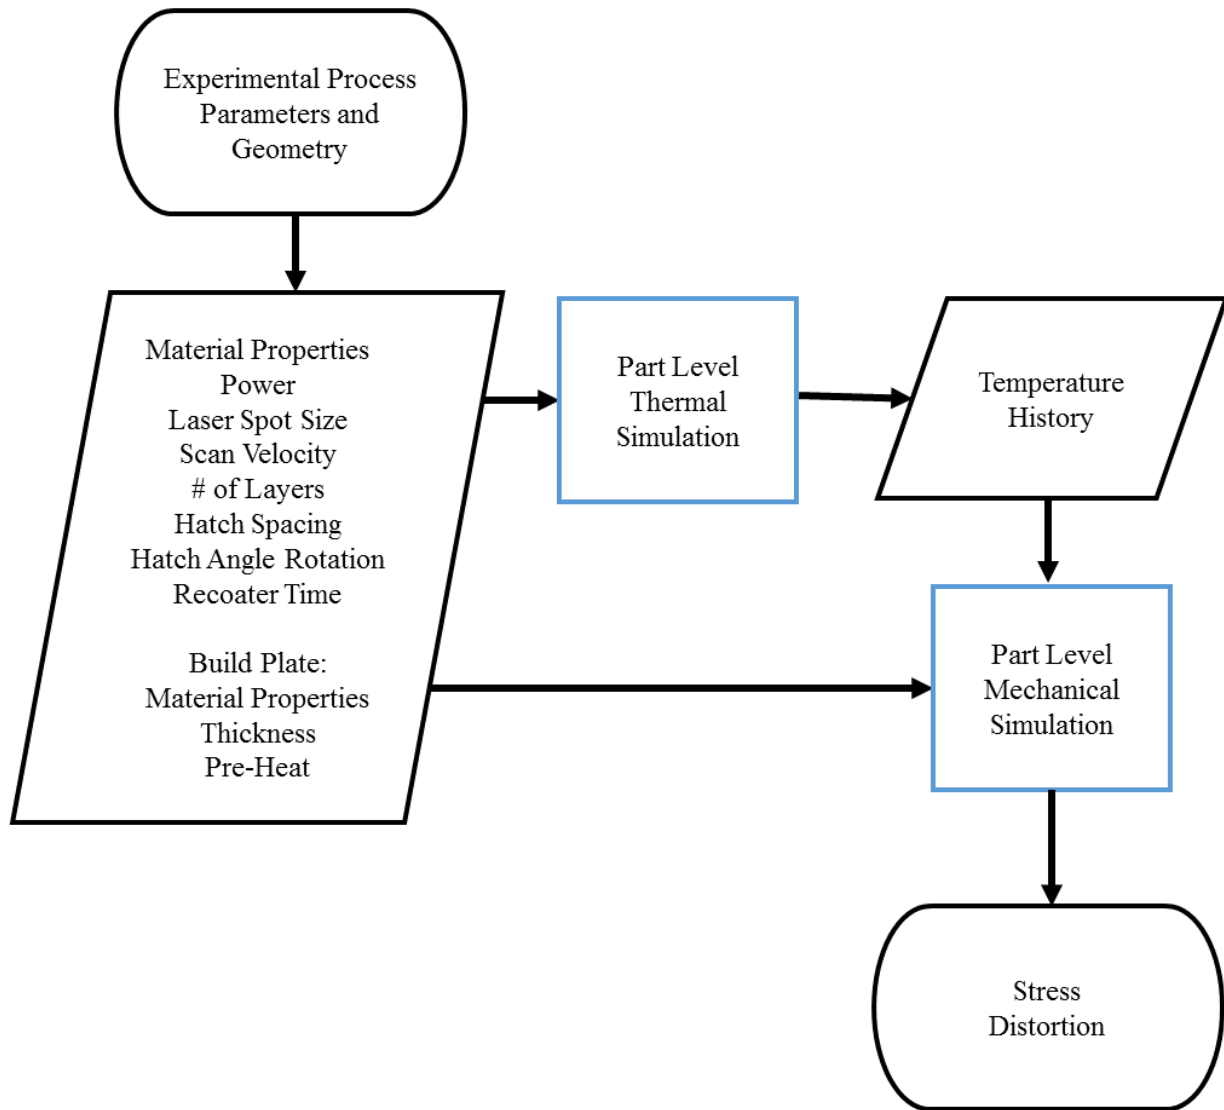 Experimental Process
Parameters and
Geometry
Material Properties
Power
Laser Spot Size
Scan Velocity
# of Layers
Hatch Spacing
Hatch Angle Rotation
Recoater Time
Build Plate:
Material Properties
Thickness
Pre-Heat
Part Level
Thermal
Simulation
Temperature
History
Part Level
Mechanical
Simulation
Stress
Distortion